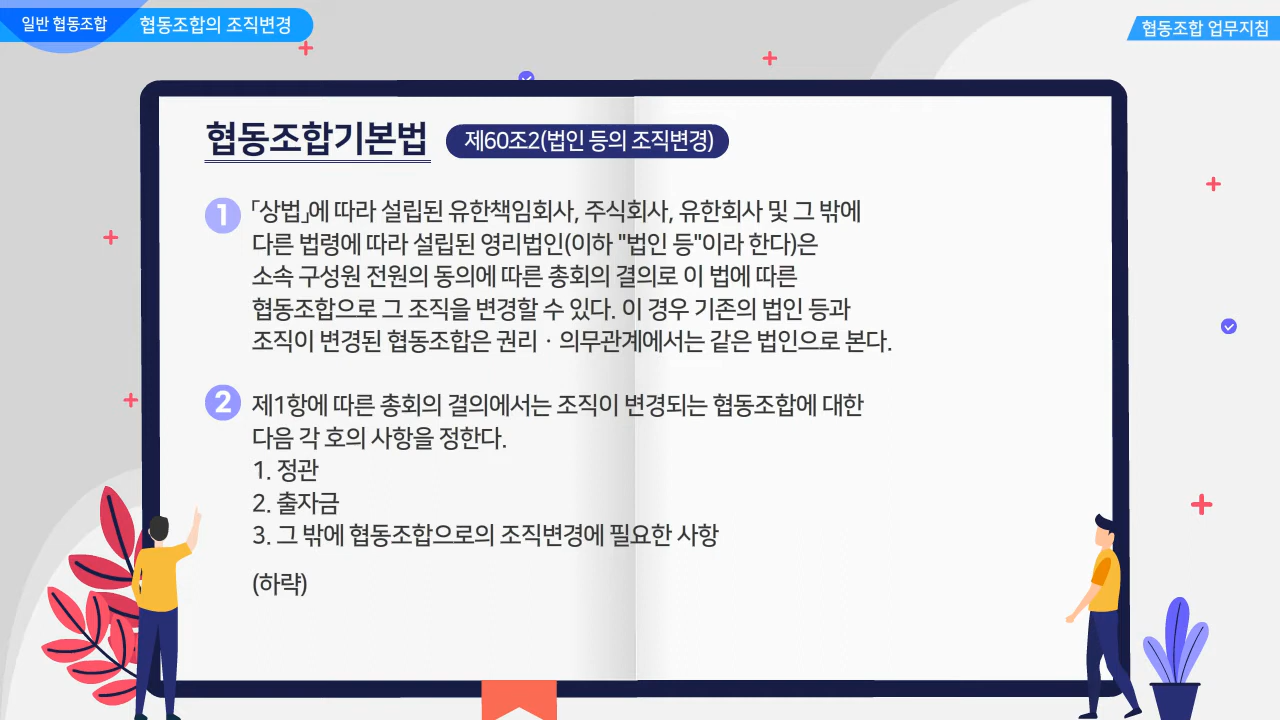 일반 협동조합 협동조합의 조직변경
협동조합 업무지침
협동조합기본법 제60조2(법인 등의 조직변경)
1 「상법」에 따라 설립된 유한책임회사, 주식회사, 유한회사 및 그 밖에
다른 법령에 따라 설립된 영리법인(이하 "법인 등"이라 한다)은
소속 구성원 전원의 동의에 따른 총회의 결의로 이 법에 따른
협동조합으로 그 조직을 변경할 수 있다. 이 경우 기존의 법인 등과
조직이 변경된 협동조합은 권리ㆍ의무관계에서는 같은 법인으로 본다.
2 제1항에 따른 총회의 결의에서는 조직이 변경되는 협동조합에 대한
다음 각 호의 사항을 정한다.
1. 정관
2. 출자금
3. 그 밖에 협동조합으로의 조직변경에 필요한 사항
(하략)